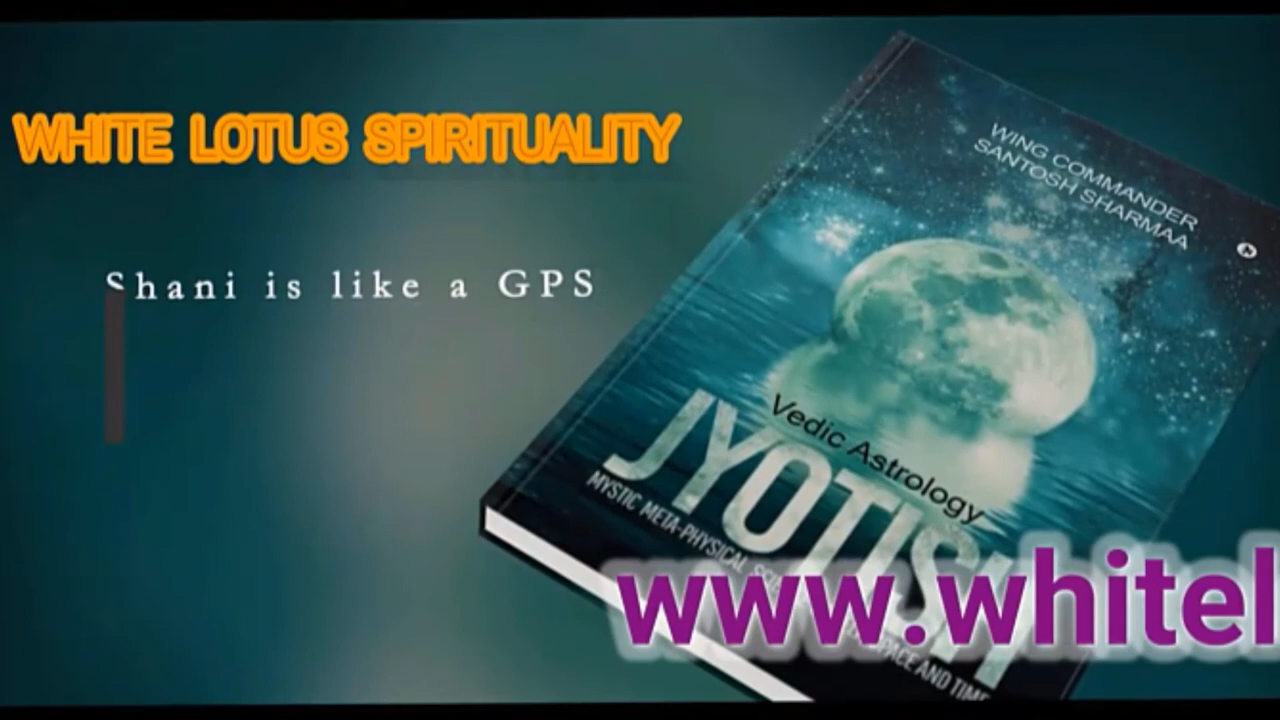 WHITE LOTUS SPIRITUALITY
Shani is like a GPS
WING COMMANDER
SANTOSH SHARMAA
Vedic Astrology
JYOTISH
MYSTIC META-PHYSICAL
SPACE AND TIME
www.whitel